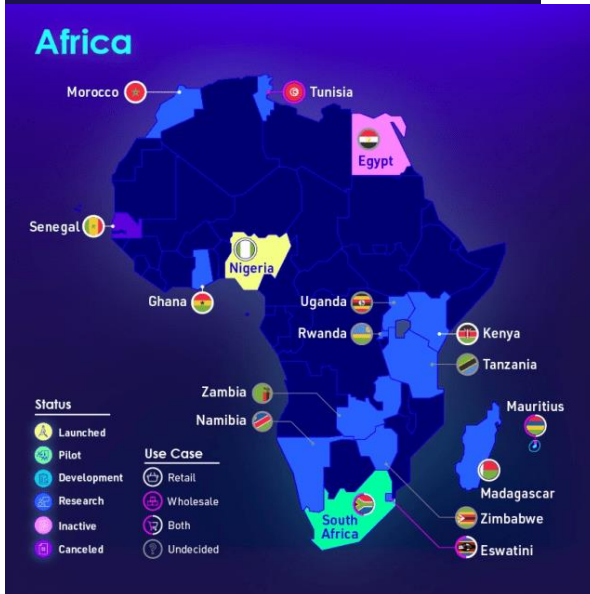 Africa
Morocco
Tunisia
Egypt
Senegal
Nigeria
Ghana
Uganda
Rwanda
Kenya
Tanzania
Zambia
Namibia
Mauritius
Madagascar
Zimbabwe
South
Africa
Eswatini
Status
Launched
Pilot
Development
Research
Inactive
Canceled
Use Case
Retail
Wholesale
Both
Undecided